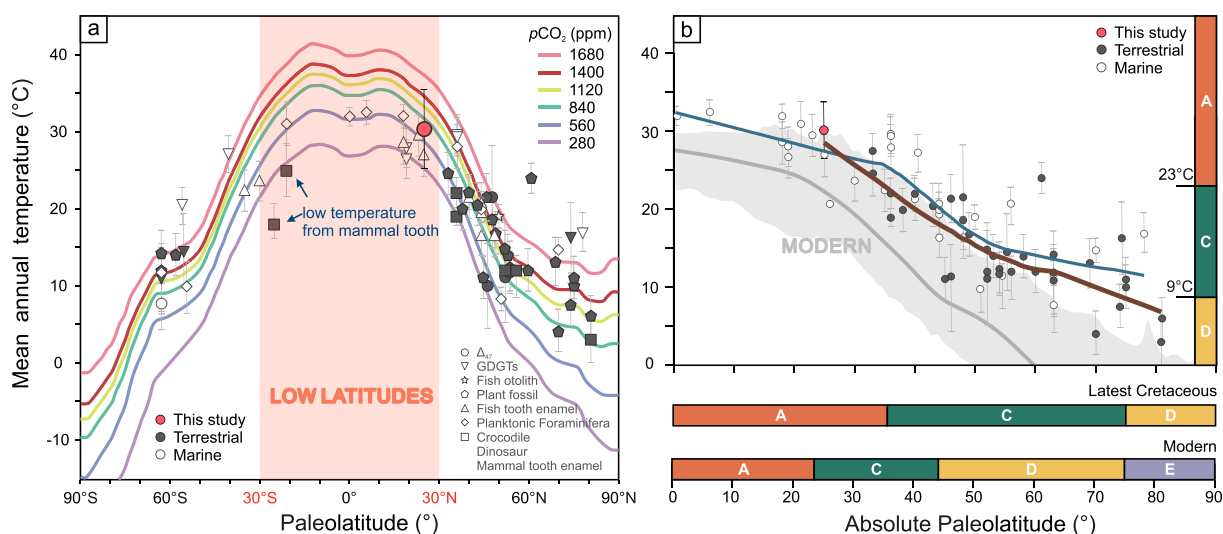 a
pCO₂ (ppm)
1680
1400
1120
840
560
280
40
30
20
10
0
-10
Mean annual temperature (°C)
low temperature
from mammal tooth
LOW LATITUDES
This study
Terrestrial
Marine
Δ₄₇
GDGTs
Fish otolith
Plant fossil
Fish tooth enamel
Planktonic Foraminifera
Crocodile
Dinosaur
Mammal tooth enamel
90°S 60°S 30°S 0° 30°N 60°N 90°N
Paleolatitude (°)
b
This study
Terrestrial
Marine
40
30
20
10
0
MODERN
A
23°C
C
9°C
D
Latest Cretaceous
A C D
Modern
A C D E
0 10 20 30 40 50 60 70 80 90
Absolute Paleolatitude (°)